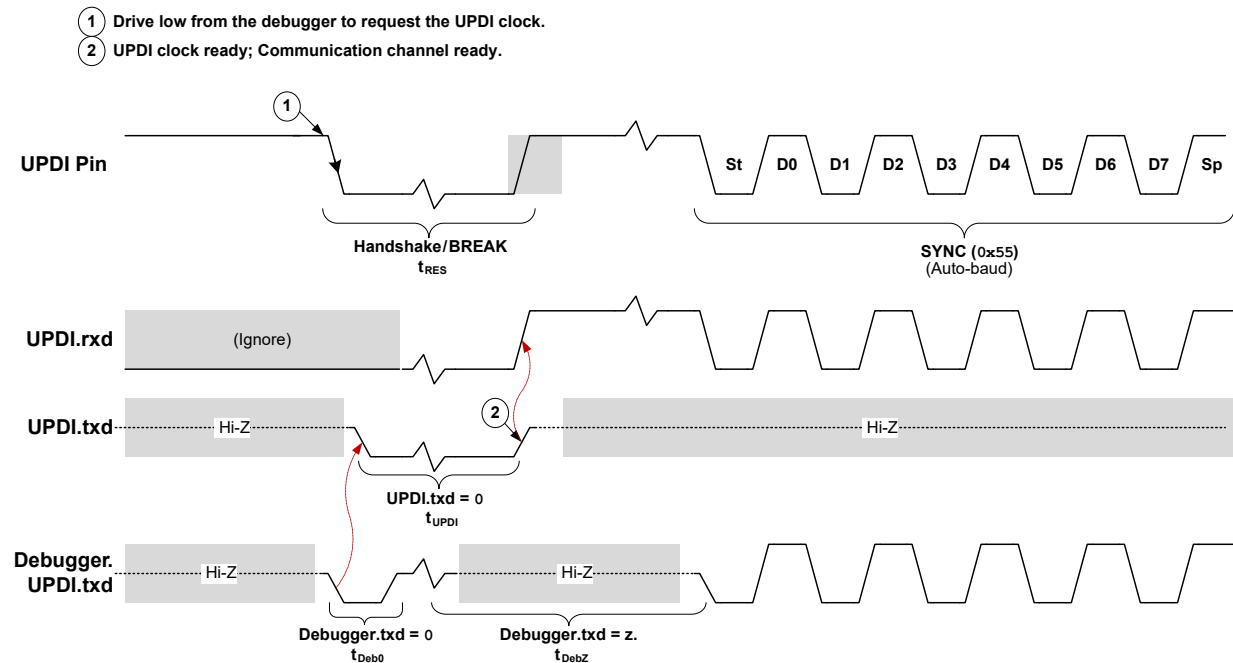 1 Drive low from the debugger to request the UPDI clock.
2 UPDI clock ready; Communication channel ready.
1
UPDI Pin
St D0 D1 D2 D3 D4 D5 D6 D7 Sp
Handshake/BREAK
tRES
SYNC (0x55)
(Auto-baud)
UPDI.rxd
(Ignore)
2
UPDI.txd
Hi-Z
Hi-Z
UPDI.txd = 0
tUPDI
Debugger.
UPDI.txd
Hi-Z
Hi-Z
Debugger.txd = 0
tDeb0
Debugger.txd = z.
tDebZ